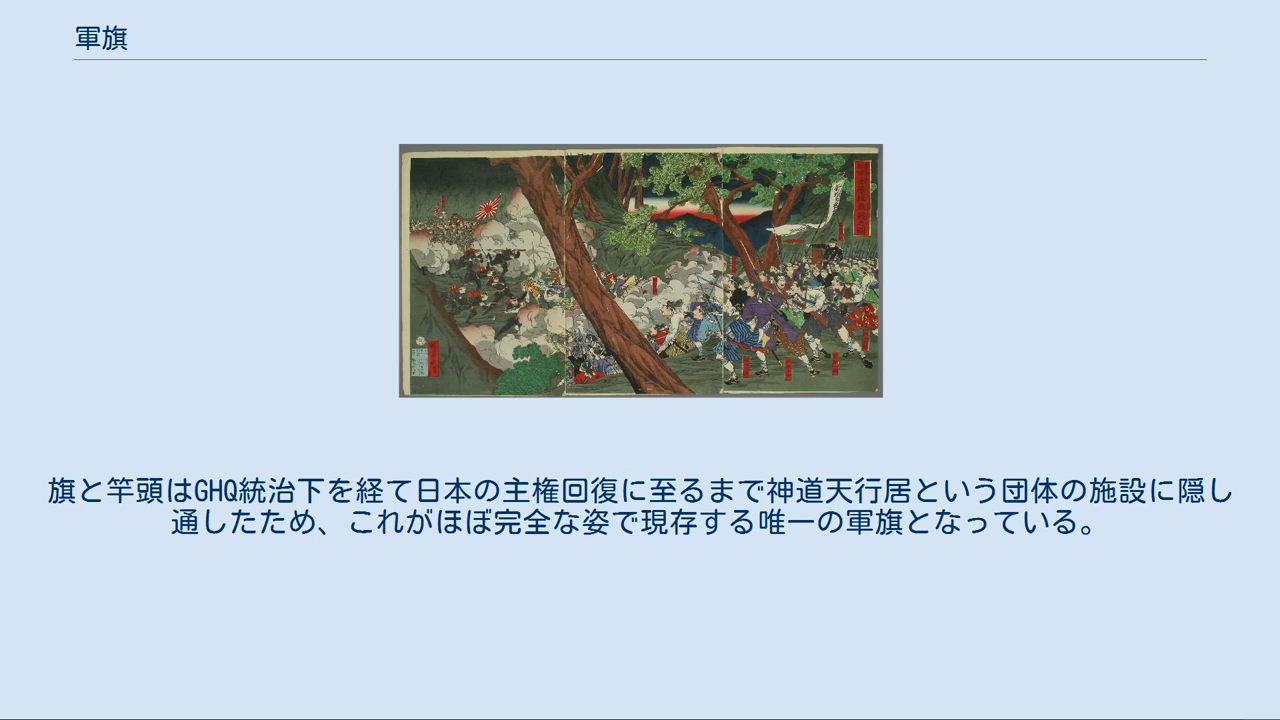 軍旗
旗と竿頭はGHQ統治下を経て日本の主権回復に至るまで神道天行居という団体の施設に隠し
通したため、これがほぼ完全な姿で現存する唯一の軍旗となっている。